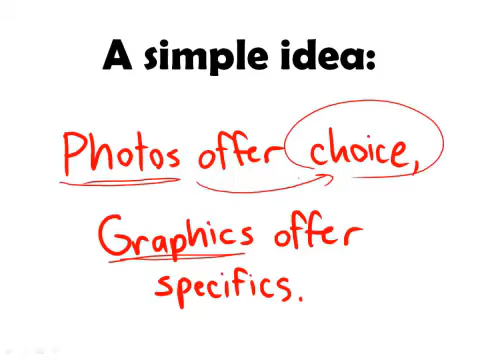 A simple idea:
Photos offer choice,
Graphics offer
specifics.